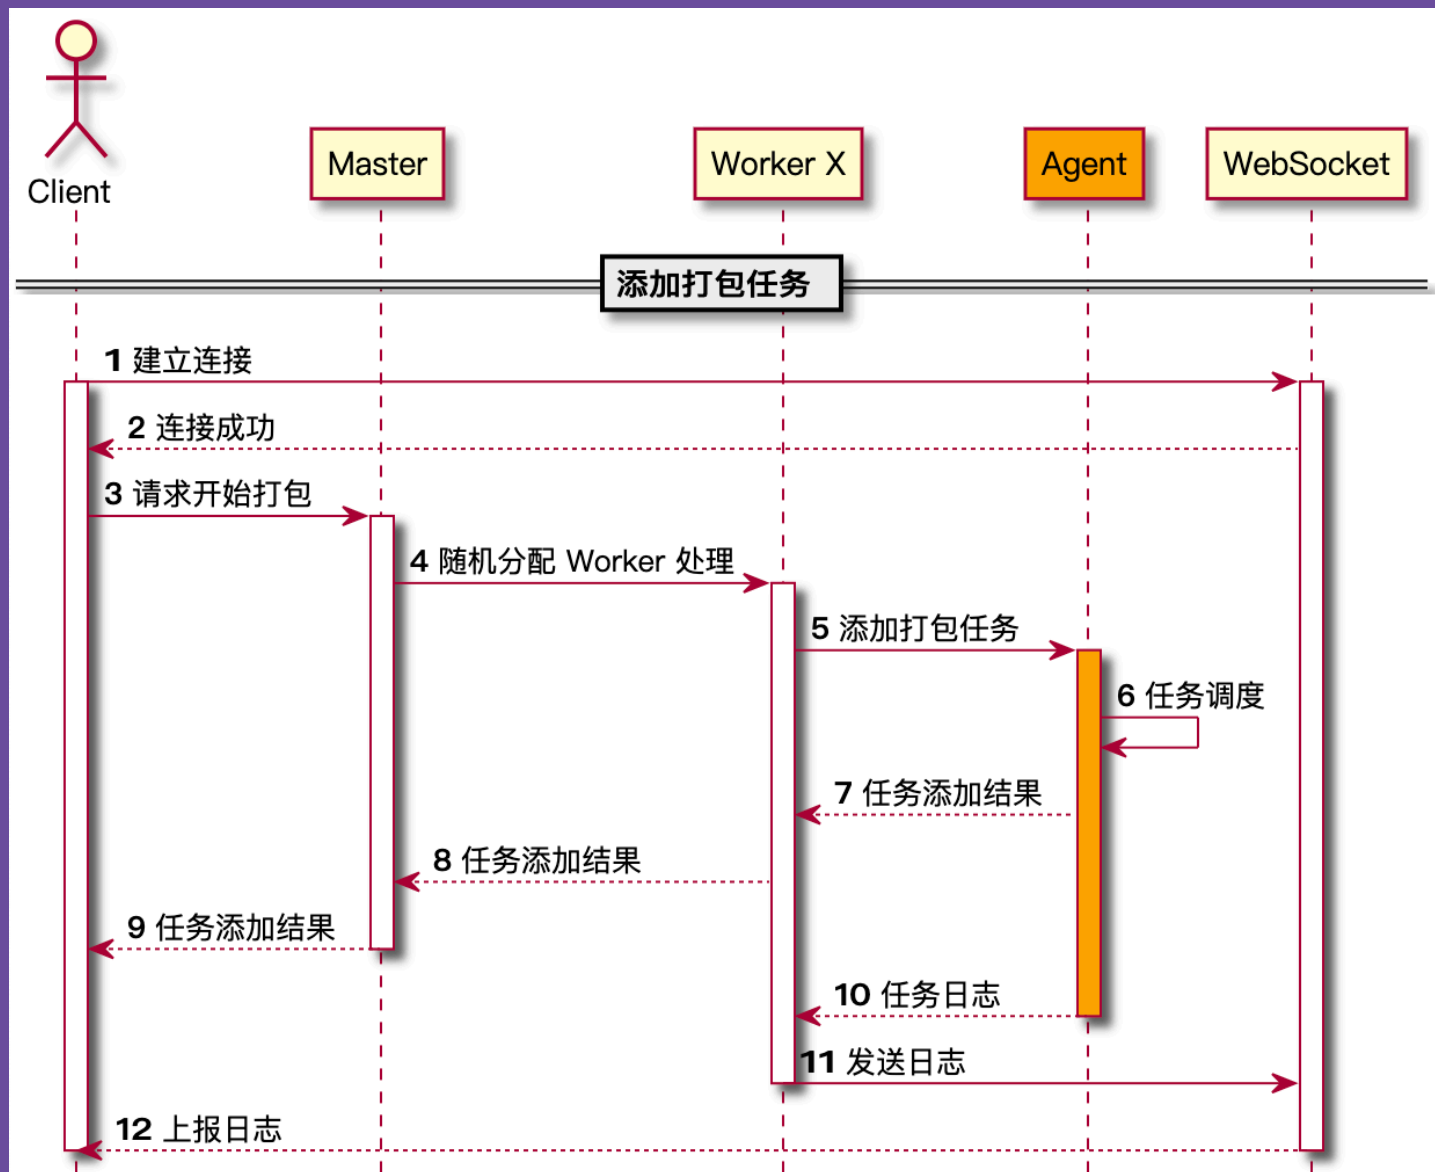 Client
Master
Worker X
Agent
WebSocket
添加打包任务
1 建立连接
2 连接成功
3 请求开始打包
4 随机分配 Worker 处理
5 添加打包任务
6 任务调度
7 任务添加结果
8 任务添加结果
9 任务添加结果
10 任务日志
11 发送日志
12 上报日志